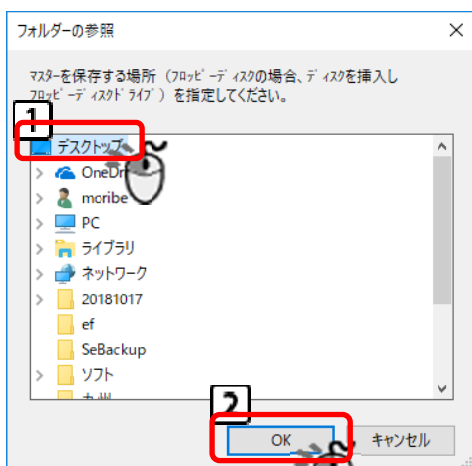 フォルダーの参照
ﾏｽﾀｰを保存する場所（ﾌﾛｯﾋﾟｰﾃﾞｨｽｸの場合、ﾃﾞｨｽｸを挿入し
ﾌﾛｯﾋﾟｰﾃﾞｨｽｸﾄﾞﾗｲﾌﾞ）を指定してください。
1
デスクトップ
OneDr
mcribe
PC
ライブラリ
ネットワーク
20181017
ef
SeBackup
ソフト
2
OK
キャンセル